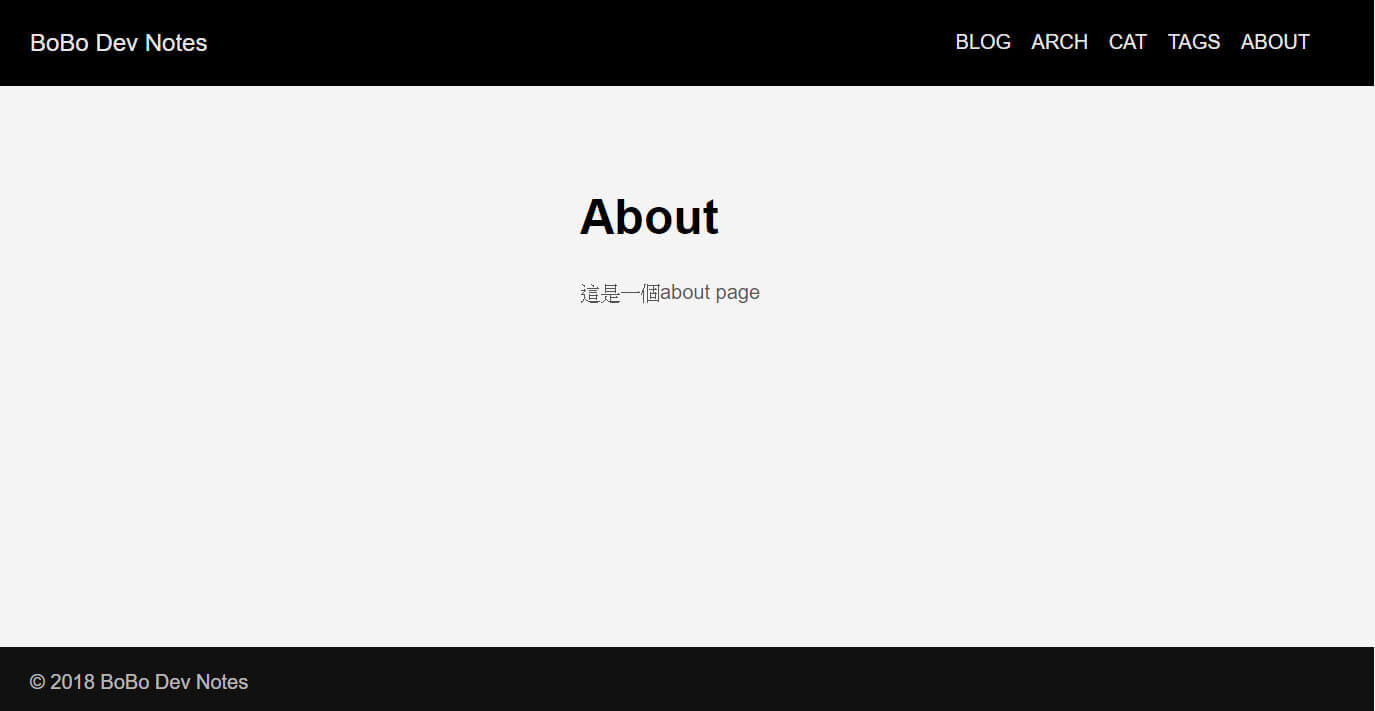 BoBo Dev Notes
BLOG ARCH CAT TAGS ABOUT
About
這是一個about page
© 2018 BoBo Dev Notes